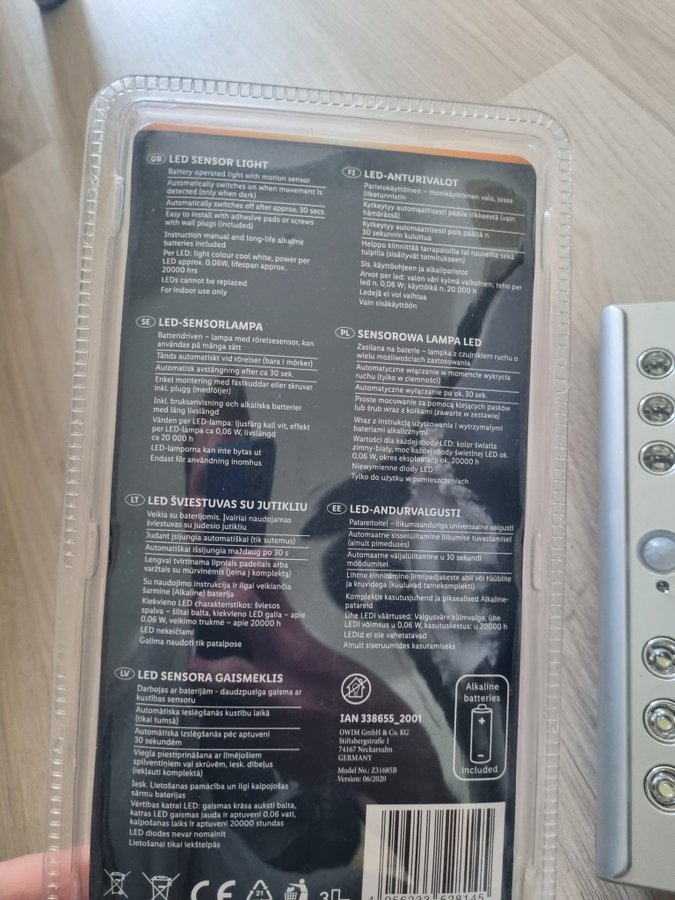 GB LED SENSOR LIGHT
Battery operated light with motion sensor
Automatically switches on when movement is
detected (only when dark)
Automatically switches off after approx. 30 secs
Easy to install with adhesive pads or screws
with wall plugs (included)
Instruction manual and long-life alkaline
batteries included
Per LED: light colour cool white, power per
LED approx. 0.06W, lifespan approx.
20000 hrs
LEDs cannot be replaced
For indoor use only
FI LED-ANTURIVALOT
Paristokäyttöinen – monikäyttöinen valo, jossa
liiketunnistin
Kytkeytyy automaattisesti päälle liikkeestä (vain
hämärässä)
Kytkeytyy automaattisesti pois päältä n.
30 sekunnin kuluttua
Helppo kiinnittää tarrapaloilla tai ruuveilla sekä
tulpilla (sisältyvät toimitukseen)
Sis. käyttöohjeen ja alkaliparistot
Arvot per led: valon väri kylmä valkoinen; teho per
led n. 0,06 W; käyttöikä n. 20 000 h
Ledejä ei voi vaihtaa
Vain sisäkäyttöön
SE LED-SENSORLAMPA
Batteridriven – lampa med rörelsesensor, kan
användas på många sätt
Tänds automatiskt vid rörelser (bara i mörker)
Automatisk avstängning efter ca 30 sek.
Enkel montering med fästkuddar eller skruvar
inkl. plugg (medföljer)
Inkl. bruksanvisning och alkaliska batterier
med lång livslängd
Värden per LED-lampa: ljusfärg kall vit, effekt
per LED-lampa ca 0,06 W, livslängd
ca 20 000 h
LED-lamporna kan inte bytas ut
Endast för användning inomhus
PL SENSOROWA LAMPA LED
Zasilana na baterie – lampka z czujnikiem ruchu o
wielu możliwościach zastosowania
Automatyczne włączanie w momencie wykrycia
ruchu (tylko w ciemności)
Automatyczne wyłączanie po ok. 30 sek.
Proste mocowanie za pomocą klejących pasków
lub śrub wraz z kołkami (zawarte w zestawie)
Wraz z instrukcją użytkowania i wytrzymałymi
bateriami alkalicznymi
Wartości dla każdej diody LED: kolor światła
zimny-biały, moc każdej diody świetlnej LED ok.
0,06 W, okres eksploatacji ok. 20000 h
Niewymienne diody LED
Tylko do użytku w pomieszczeniach
LT LED ŠVIESTUVAS SU JUTIKLIU
Veikia su baterijomis. Įvairiai naudojamas
šviestuvas su judesio jutikliu
Judant įsijungia automatiškai (tik sutemus)
Automatiškai išsijungia maždaug po 30 s
Lengvai tvirtinama lipniais padeliais arba
varžtais su mūrvinėmis (įeina į komplektą)
Su naudojimo instrukcija ir ilgai veikiančia
šarmine (Alkaline) baterija
Kiekvieno LED charakteristikos: šviesos
spalva – šiltai balta, kiekvieno LED galia – apie
0,06 W, veikimo trukmė – apie 20000 h
LED nekeičiami
Galima naudoti tik patalpose
EE LED-ANDURVALGUSTI
Patareitoitel – liikumisanduriga universaalne valgusti
Automaatne sisselülitamine liikumise tuvastamisel
(ainult pimeduses)
Automaatne väljalülitamine u 30 sekundi
möödumisel
Lihtne kinnitamine liimipadjakeste abil või tüüblite
ja kruvidega (kuuluvad tarnekomplekti)
Komplektis kasutusjuhend ja pikaealised Alkaline-
patareid
Ühe LEDi väärtused: Valgusvärv külmvalge, ühe
LEDi võimsus u 0,06 W, kasutuskestus: u 20000 h
LEDid ei ole vahetatavad
Ainult siseruumides kasutamiseks
LV LED SENSORA GAISMEKLIS
Darbojas ar baterijām - daudzpusīga gaisma ar
kustības sensoru
Automātiska ieslēgšanās kustību laikā
(tikai tumsā)
Automātiska izslēgšanās pēc aptuveni
30 sekundēm
Viegla piestiprināšana ar līmējošiem
spilventiņiem vai skrūvēm, iesk. dībeļus
(iekļauti komplektā)
Iesk. Lietošanas pamācība un ilgi kalpojošas
sārmu baterijas
Vērtības katrai LED: gaismas krāsa auksti balta,
katras LED gaismas jauda ir aptuveni 0,06 vati,
kalpošanas laiks ir aptuveni 20000 stundas
LED diodes nevar nomainīt
Lietošanai tikai iekštelpās
IAN 338655_2001
OWIM GmbH & Co. KG
Stiftsbergstraße 1
74167 Neckarsulm
GERMANY
Model No.: Z31685B
Version: 06/2020
Alkaline
batteries
included
CE
21
4 056233 528145